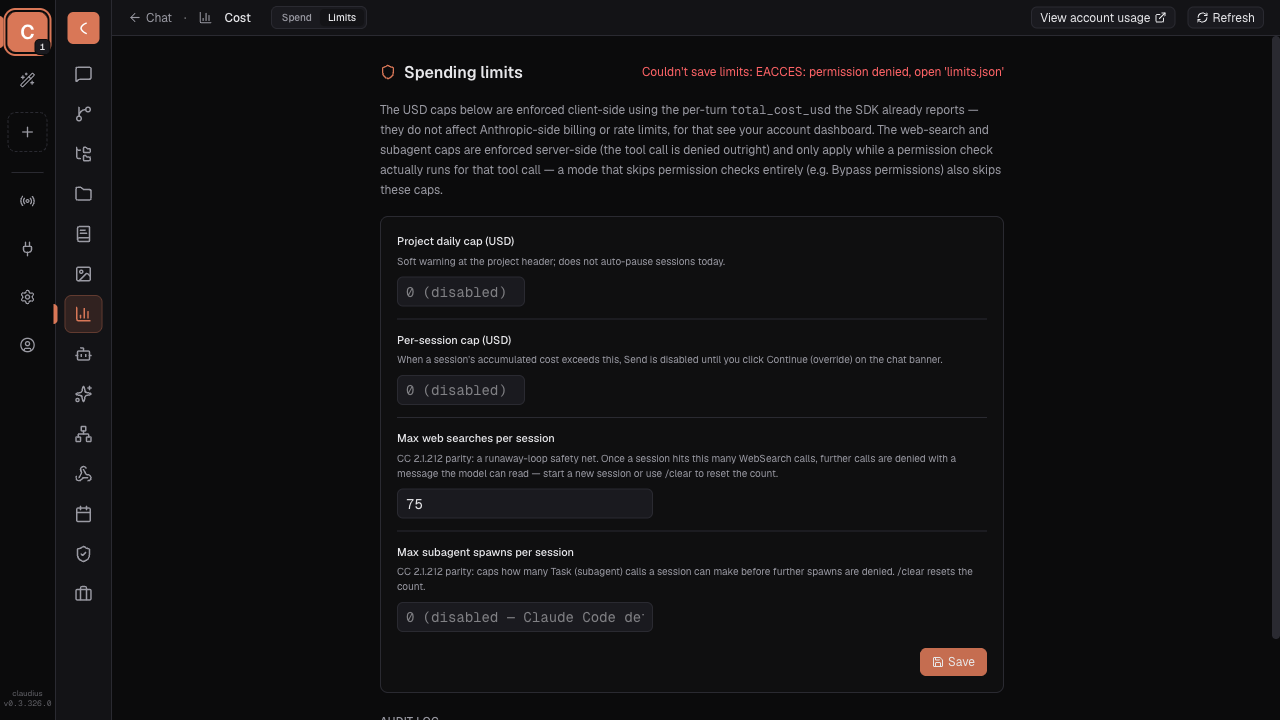 C
1
Chat
·
Cost
Spend
Limits
View account usage
Refresh
Spending limits
Couldn't save limits: EACCES: permission denied, open 'limits.json'
The USD caps below are enforced client-side using the per-turn total_cost_usd the SDK already reports —
they do not affect Anthropic-side billing or rate limits, for that see your account dashboard. The web-search and
subagent caps are enforced server-side (the tool call is denied outright) and only apply while a permission check
actually runs for that tool call — a mode that skips permission checks entirely (e.g. Bypass permissions) also skips
these caps.
Project daily cap (USD)
Soft warning at the project header; does not auto-pause sessions today.
0 (disabled)
Per-session cap (USD)
When a session's accumulated cost exceeds this, Send is disabled until you click Continue (override) on the chat banner.
0 (disabled)
Max web searches per session
CC 2.1.212 parity: a runaway-loop safety net. Once a session hits this many WebSearch calls, further calls are denied with a
message the model can read — start a new session or use /clear to reset the count.
75
Max subagent spawns per session
CC 2.1.212 parity: caps how many Task (subagent) calls a session can make before further spawns are denied. /clear resets the
count.
0 (disabled — Claude Code de
Save
claudius
v0.3.326.0
AUDIT LOG